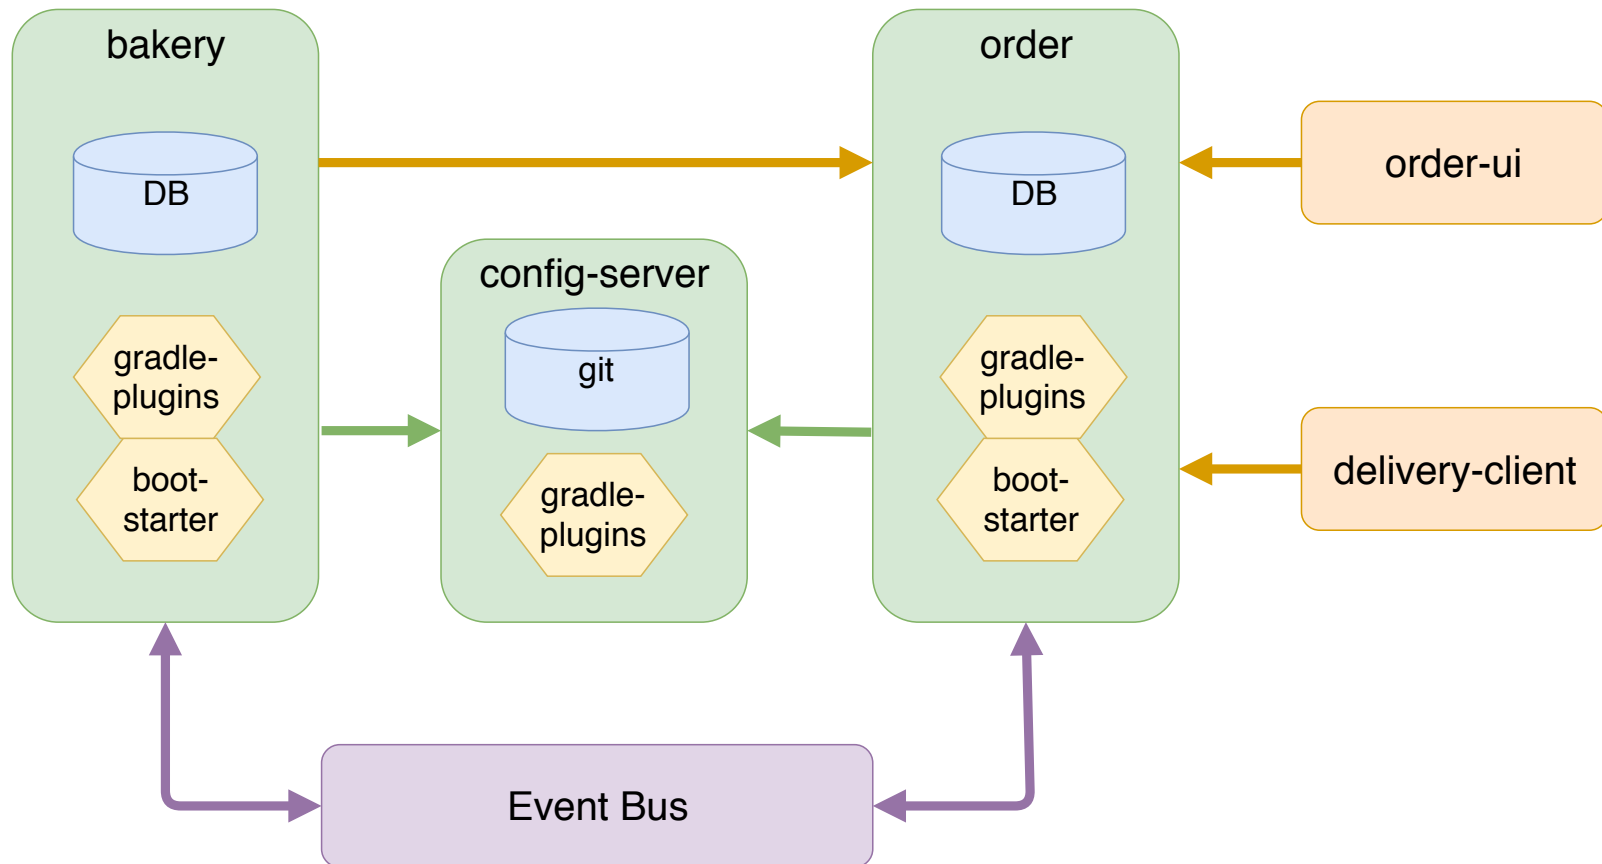 bakery
DB
gradle-
plugins
boot-
starter
config-server
git
gradle-
plugins
order
DB
gradle-
plugins
boot-
starter
order-ui
delivery-client
Event Bus